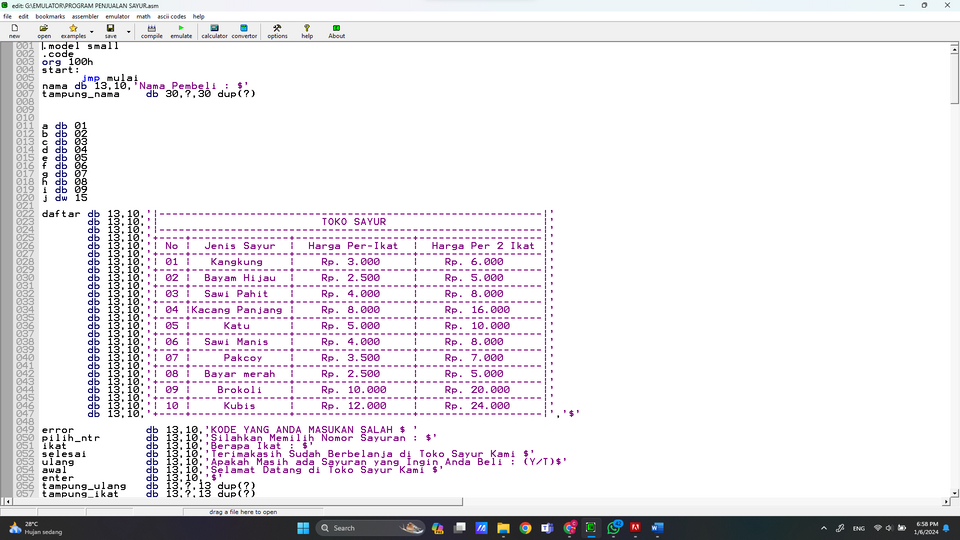 edit: G:\EMULATOR\PROGRAM PENJUALAN SAYUR.asm
file edit bookmarks assembler emulator math ascii codes help
new open examples save compile emulate calculator convertor options help About
001 .model small
002 .code
003 org 100h
004 start:
005 jmp mulai
006 nama db 13,10,'Nama Pembeli : $'
007 tampung_nama db 30,?,30 dup(?)
008
009
010
011 a db 01
012 b db 02
013 c db 03
014 d db 04
015 e db 05
016 f db 06
017 g db 07
018 h db 08
019 i db 09
020 j dw 15
021
022 daftar db 13,10,'|------------------------------------------------------------|'
023 db 13,10,'| TOKO SAYUR |'
024 db 13,10,'|------------------------------------------------------------|'
025 db 13,10,'+----+---------------+------------------+--------------------|'
026 db 13,10,'| No | Jenis Sayur | Harga Per-Ikat | Harga Per 2 Ikat |'
027 db 13,10,'+----+---------------+------------------+--------------------|'
028 db 13,10,'| 01 | Kangkung | Rp. 3.000 | Rp. 6.000 |'
029 db 13,10,'+----+---------------+------------------+--------------------|'
030 db 13,10,'| 02 | Bayam Hijau | Rp. 2.500 | Rp. 5.000 |'
031 db 13,10,'+----+---------------+------------------+--------------------|'
032 db 13,10,'| 03 | Sawi Pahit | Rp. 4.000 | Rp. 8.000 |'
033 db 13,10,'+----+---------------+------------------+--------------------|'
034 db 13,10,'| 04 |Kacang Panjang | Rp. 8.000 | Rp. 16.000 |'
035 db 13,10,'+----+---------------+------------------+--------------------|'
036 db 13,10,'| 05 | Katu | Rp. 5.000 | Rp. 10.000 |'
037 db 13,10,'+----+---------------+------------------+--------------------|'
038 db 13,10,'| 06 | Sawi Manis | Rp. 4.000 | Rp. 8.000 |'
039 db 13,10,'+----+---------------+------------------+--------------------|'
040 db 13,10,'| 07 | Pakcoy | Rp. 3.500 | Rp. 7.000 |'
041 db 13,10,'+----+---------------+------------------+--------------------|'
042 db 13,10,'| 08 | Bayar merah | Rp. 2.500 | Rp. 5.000 |'
043 db 13,10,'+----+---------------+------------------+--------------------|'
044 db 13,10,'| 09 | Brokoli | Rp. 10.000 | Rp. 20.000 |'
045 db 13,10,'+----+---------------+------------------+--------------------|'
046 db 13,10,'| 10 | Kubis | Rp. 12.000 | Rp. 24.000 |'
047 db 13,10,'+----+---------------+------------------+--------------------|','$'
048
049 error db 13,10,'KODE YANG ANDA MASUKAN SALAH $ '
050 pilih_ntr db 13,10,'Silahkan Memilih Nomor Sayuran : $'
051 ikat db 13,10,'Berapa Ikat : $'
052 selesai db 13,10,'Terimakasih Sudah Berbelanja di Toko Sayur Kami $'
053 ulang db 13,10,'Apakah Masih ada Sayuran yang Ingin Anda Beli : (Y/T)$'
054 awal db 13,10,'Selamat Datang di Toko Sayur Kami $'
055 enter db 13,10,'$'
056 tampung_ulang db 13,?,13 dup(?)
057 tampung_ikat db 13,?,13 dup(?)
drag a file here to open
28°C
Hujan sedang
Search
ENG
6:58 PM
1/6/2024